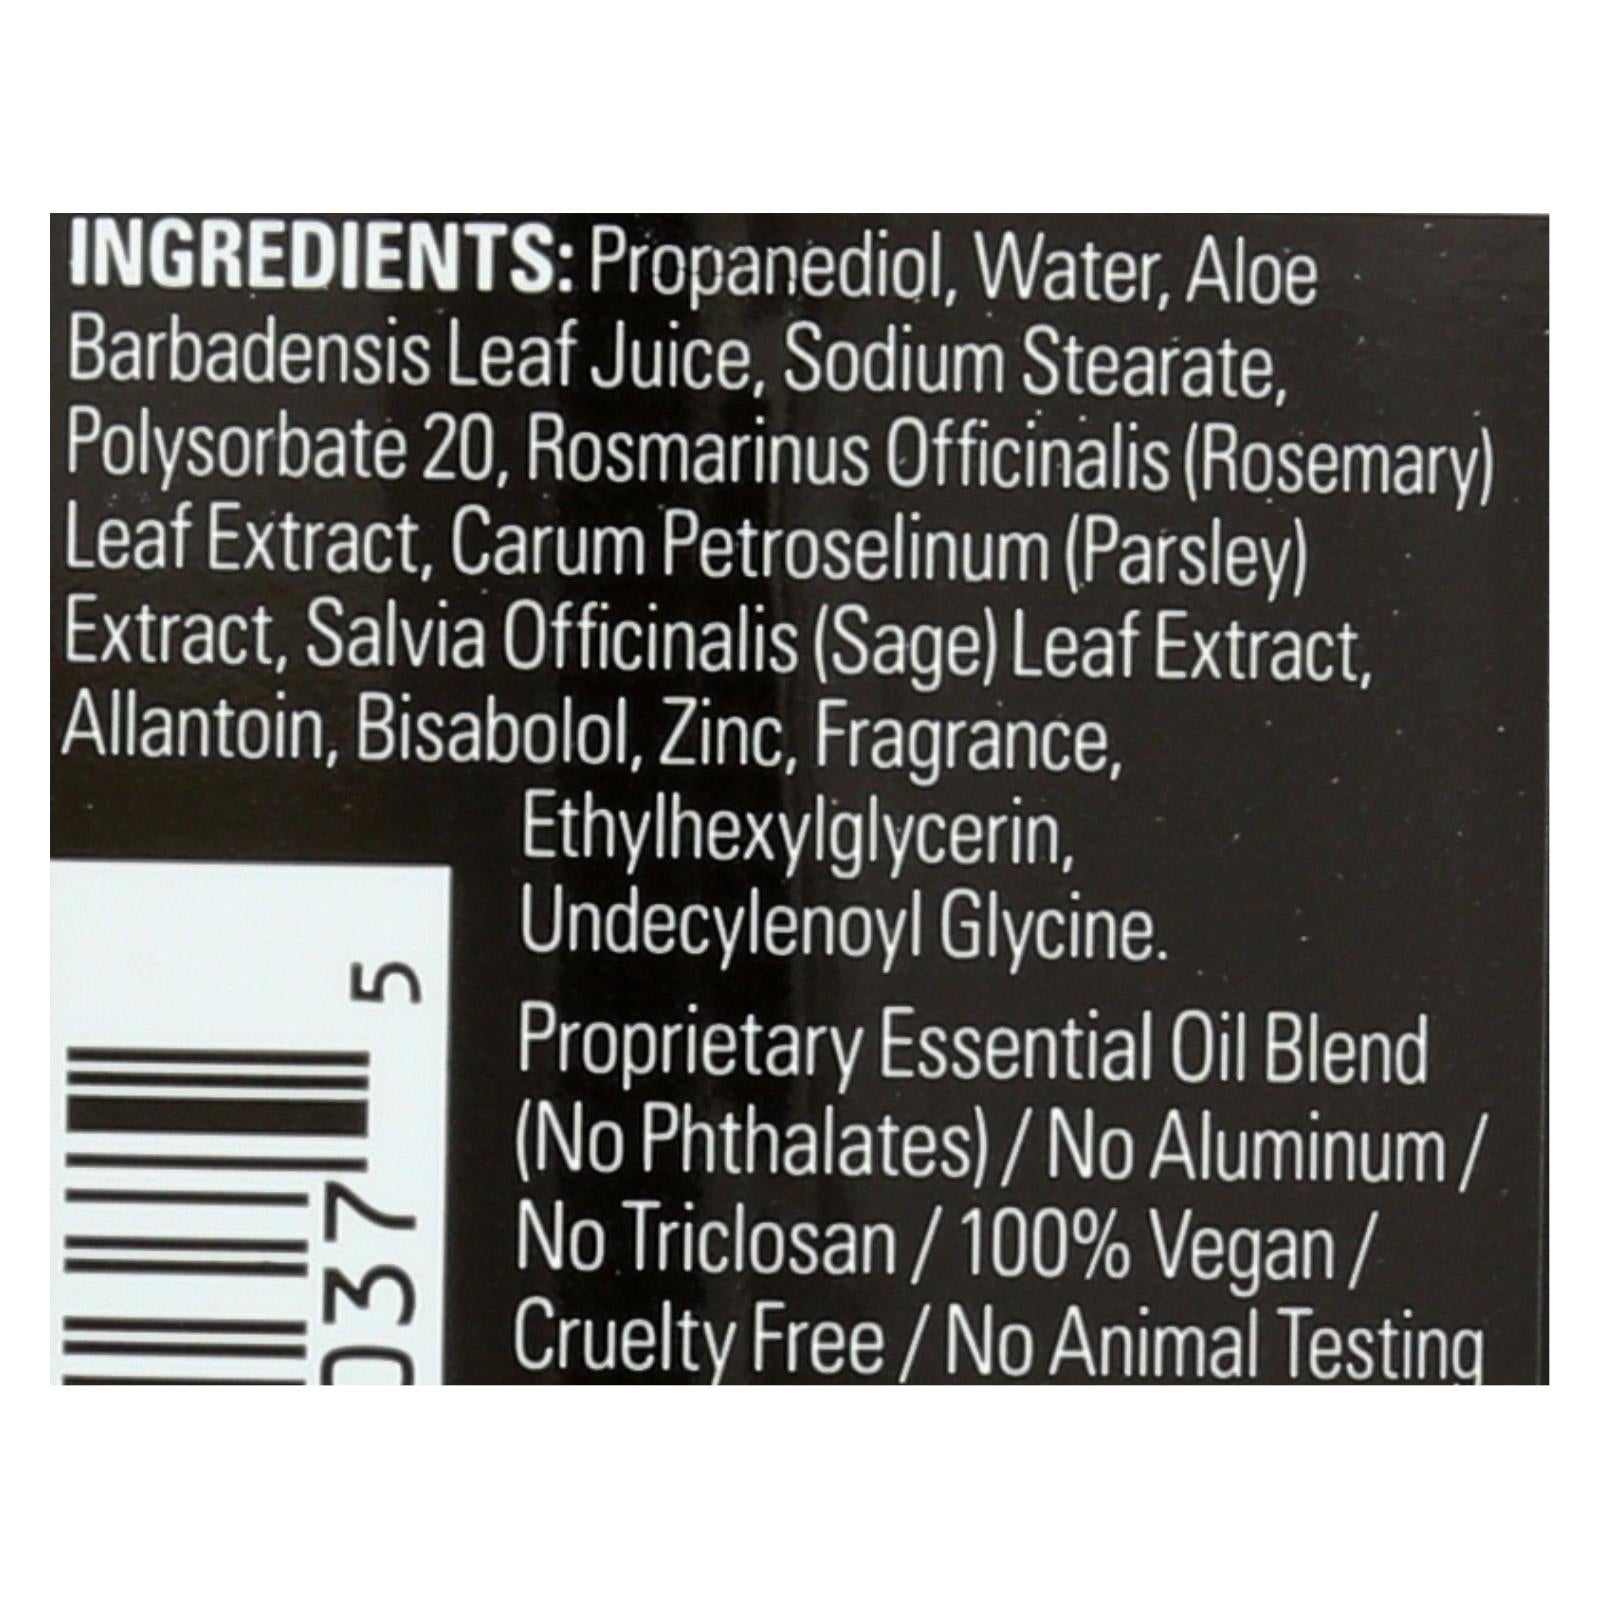 INGREDIENTS: Propanediol, Water, Aloe
Barbadensis Leaf Juice, Sodium Stearate,
Polysorbate 20, Rosmarinus Officinalis (Rosemary)
Leaf Extract, Carum Petroselinum (Parsley)
Extract, Salvia Officinalis (Sage) Leaf Extract,
Allantoin, Bisabolol, Zinc, Fragrance,
Ethylhexylglycerin,
Undecylenoyl Glycine.
Proprietary Essential Oil Blend
(No Phthalates) / No Aluminum /
No Triclosan / 100% Vegan /
Cruelty Free / No Animal Testing
037 5